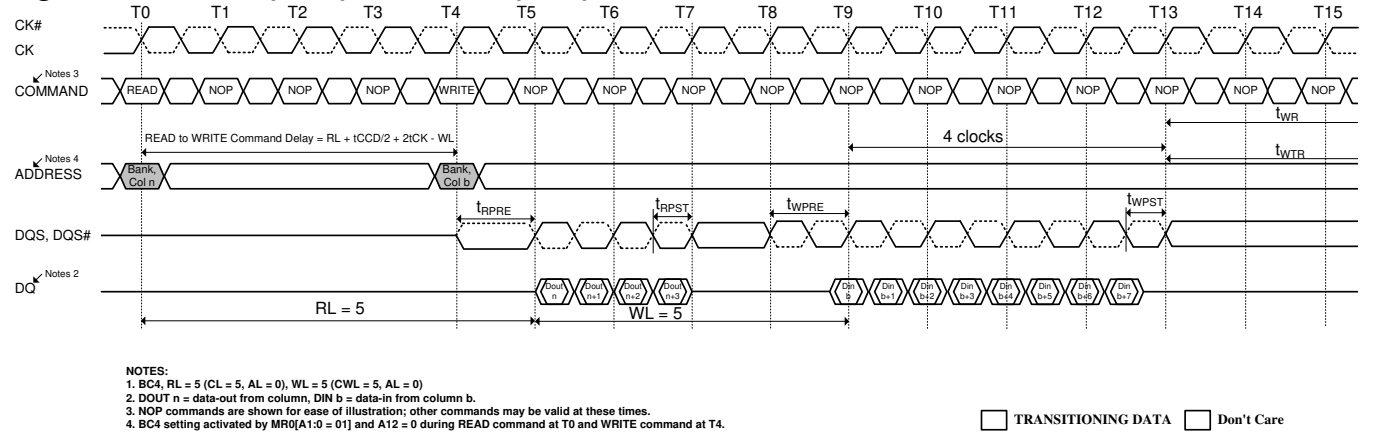 T0 T1 T2 T3 T4 T5 T6 T7 T8 T9 T10 T11 T12 T13 T14 T15
CK#
CK
Notes 3
COMMAND READ NOP NOP NOP WRITE NOP NOP NOP NOP NOP NOP NOP NOP NOP NOP NOP
tWR
READ to WRITE Command Delay = RL + tCCD/2 + 2tCK - WL
4 clocks
tWTR
Notes 4
ADDRESS
Bank, Col n
Bank, Col b
tRPRE tRPST tWPRE tWPST
DQS, DQS#
Notes 2
DQ
Dout n
Dout n+1
Dout n+2
Dout n+3
Din b
Din b+1
Din b+2
Din b+3
Din b+4
Din b+5
Din b+6
Din b+7
RL = 5
WL = 5
NOTES:
1. BC4, RL = 5 (CL = 5, AL = 0), WL = 5 (CWL = 5, AL = 0)
2. DOUT n = data-out from column, DIN b = data-in from column b.
3. NOP commands are shown for ease of illustration; other commands may be valid at these times.
4. BC4 setting activated by MR0[A1:0 = 01] and A12 = 0 during READ command at T0 and WRITE command at T4.
TRANSITIONING DATA Don't Care